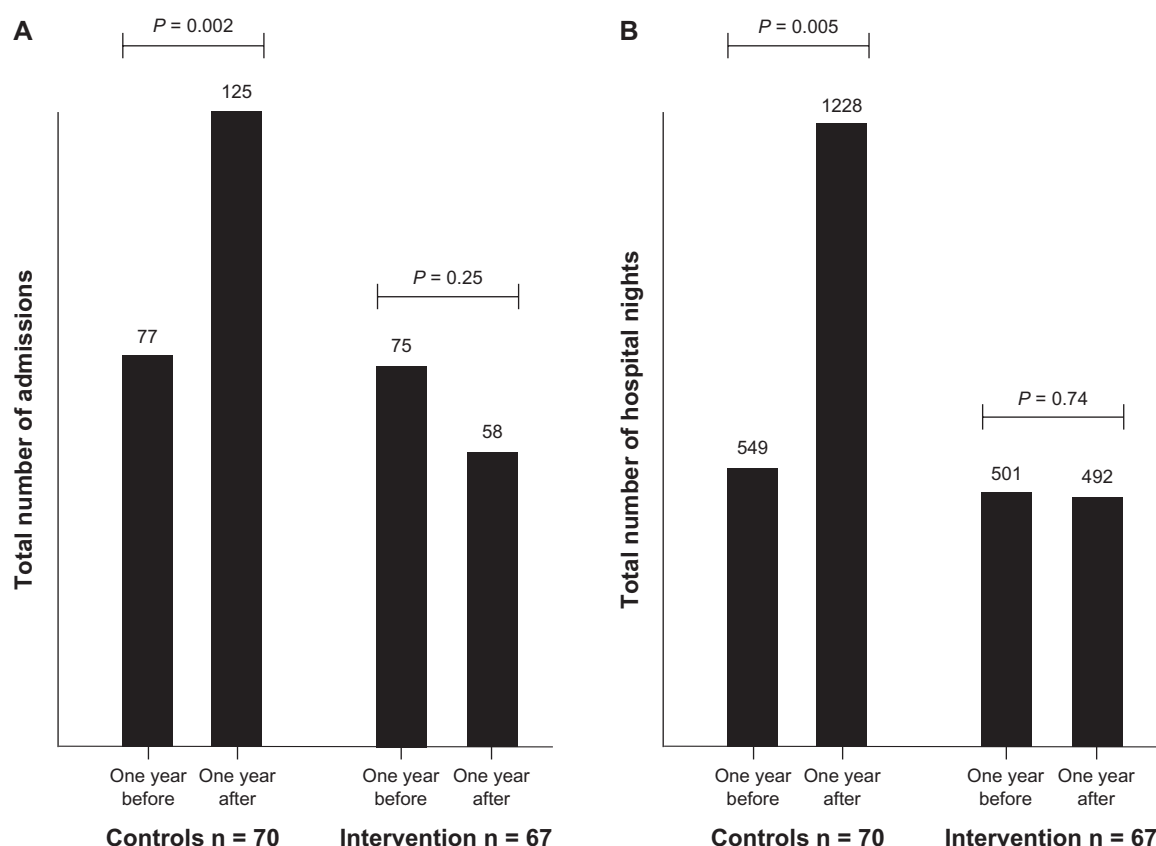 A
P = 0.002
125
77
P = 0.25
75
58
Total number of admissions
One year before
One year after
One year before
One year after
Controls n = 70
Intervention n = 67
B
P = 0.005
1228
549
P = 0.74
501
492
Total number of hospital nights
One year before
One year after
One year before
One year after
Controls n = 70
Intervention n = 67